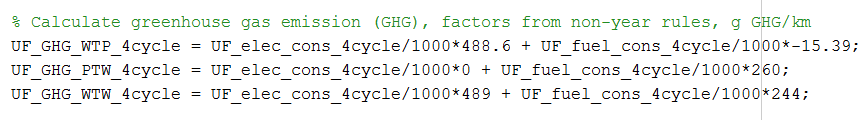 % Calculate greenhouse gas emission (GHG), factors from non-year rules, g GHG/km
UF_GHG_WTP_4cycle = UF_elec_cons_4cycle/1000*488.6 + UF_fuel_cons_4cycle/1000*-15.39;
UF_GHG_PTW_4cycle = UF_elec_cons_4cycle/1000*0 + UF_fuel_cons_4cycle/1000*260;
UF_GHG_WTW_4cycle = UF_elec_cons_4cycle/1000*489 + UF_fuel_cons_4cycle/1000*244;